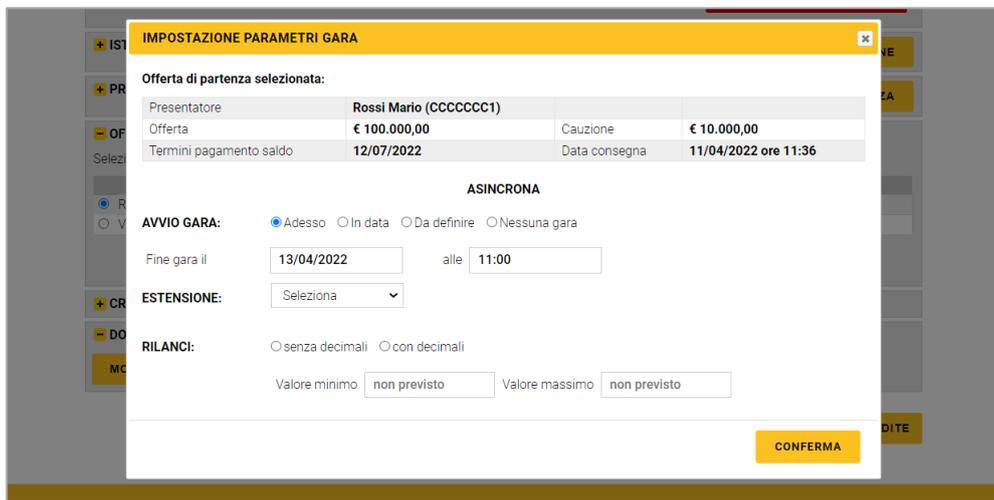 IMPOSTAZIONE PARAMETRI GARA
Offerta di partenza selezionata:
Presentatore Rossi Mario (CCCCCCC1)
Offerta € 100.000,00 Cauzione € 10.000,00
Termini pagamento saldo 12/07/2022 Data consegna 11/04/2022 ore 11:36
ASINCRONA
AVVIO GARA: Adesso In data Da definire Nessuna gara
Fine gara il 13/04/2022 alle 11:00
ESTENSIONE: Seleziona
RILANCI: senza decimali con decimali
Valore minimo non previsto Valore massimo non previsto
CONFERMA